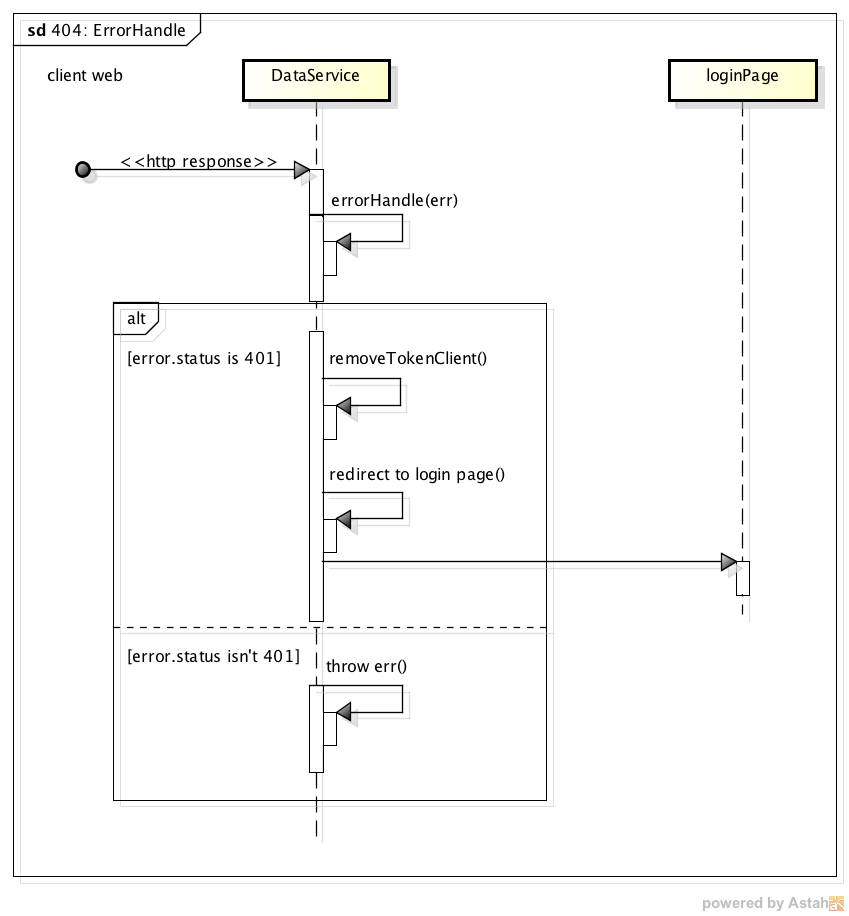 sd 404: ErrorHandle
client web
DataService
loginPage
<<http response>>
errorHandle(err)
alt
[error.status is 401]
removeTokenClient()
redirect to login page()
[error.status isn't 401]
throw err()
powered by Astah